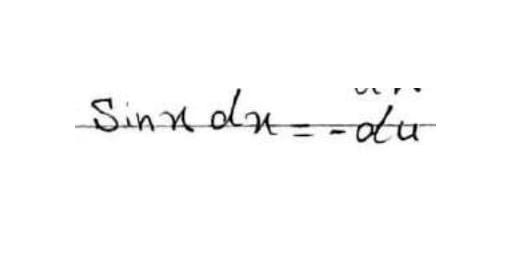 Sinx dx = -du